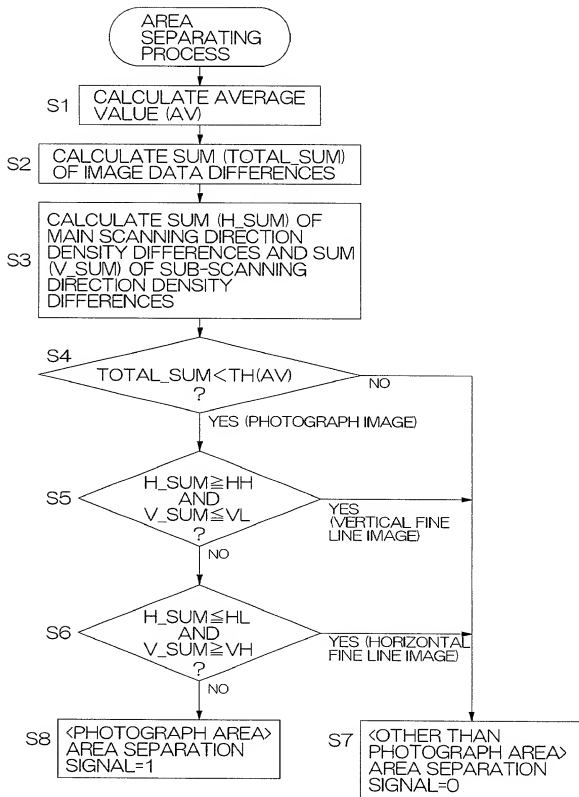 AREA
SEPARATING
PROCESS
S1
CALCULATE AVERAGE
VALUE (AV)
S2
CALCULATE SUM (TOTAL_SUM)
OF IMAGE DATA DIFFERENCES
S3
CALCULATE SUM (H_SUM) OF
MAIN SCANNING DIRECTION
DENSITY DIFFERENCES AND SUM
(V_SUM) OF SUB-SCANNING
DIRECTION DENSITY
DIFFERENCES
S4
TOTAL_SUM<TH(AV)
?
NO
YES (PHOTOGRAPH IMAGE)
S5
H_SUM≧HH
AND
V_SUM≦VL
?
YES
(VERTICAL FINE
LINE IMAGE)
NO
S6
H_SUM≦HL
AND
V_SUM≧VH
?
YES (HORIZONTAL
FINE LINE IMAGE)
NO
S8
<PHOTOGRAPH AREA>
AREA SEPARATION
SIGNAL=1
S7
<OTHER THAN
PHOTOGRAPH AREA>
AREA SEPARATION
SIGNAL=0